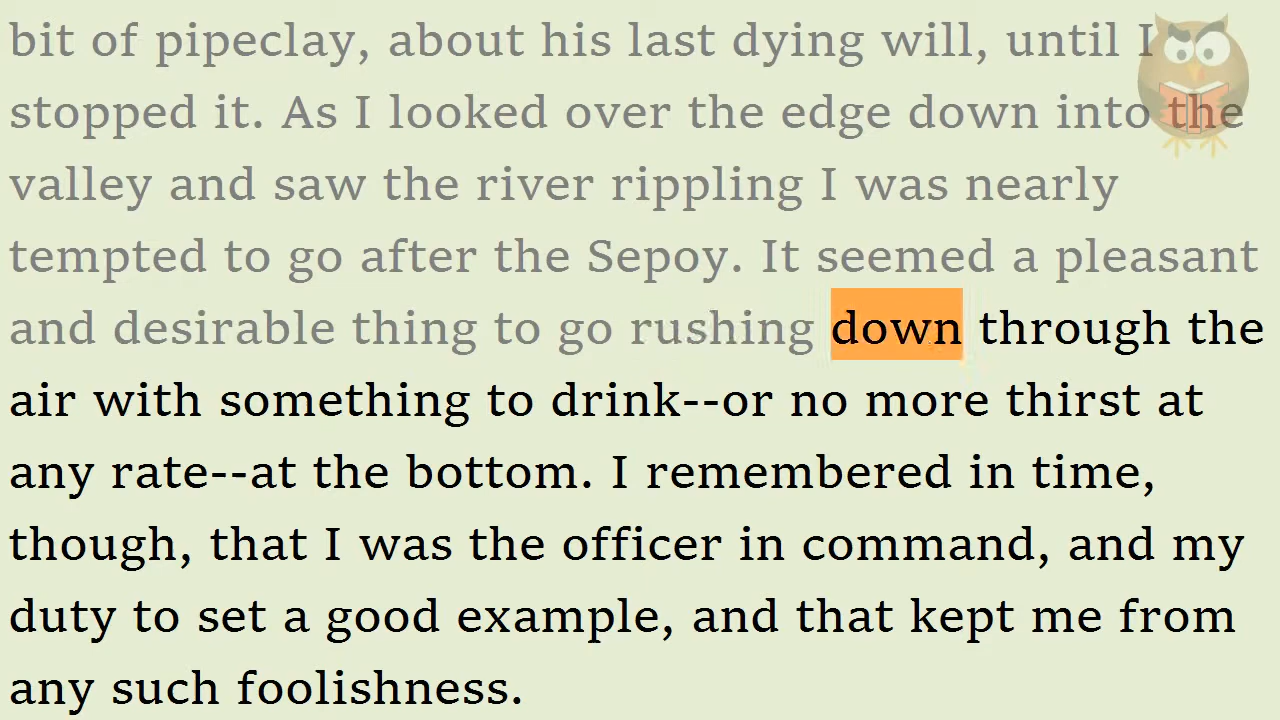 bit of pipeclay, about his last dying will, until I
stopped it. As I looked over the edge down into the
valley and saw the river rippling I was nearly
tempted to go after the Sepoy. It seemed a pleasant
and desirable thing to go rushing down through the
air with something to drink--or no more thirst at
any rate--at the bottom. I remembered in time,
though, that I was the officer in command, and my
duty to set a good example, and that kept me from
any such foolishness.